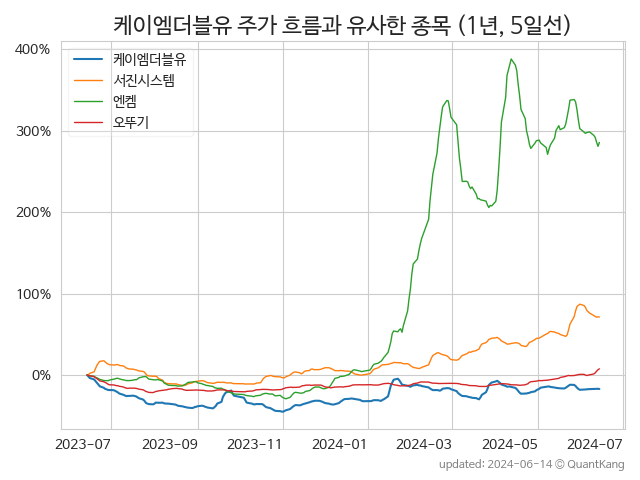 케이엠더블유 주가 흐름과 유사한 종목 (1년, 5일선)
400%
300%
200%
100%
0%
케이엠더블유
서진시스템
엔켐
오뚜기
2023-07 2023-09 2023-11 2024-01 2024-03 2024-05 2024-07
updated: 2024-06-14 © QuantKang